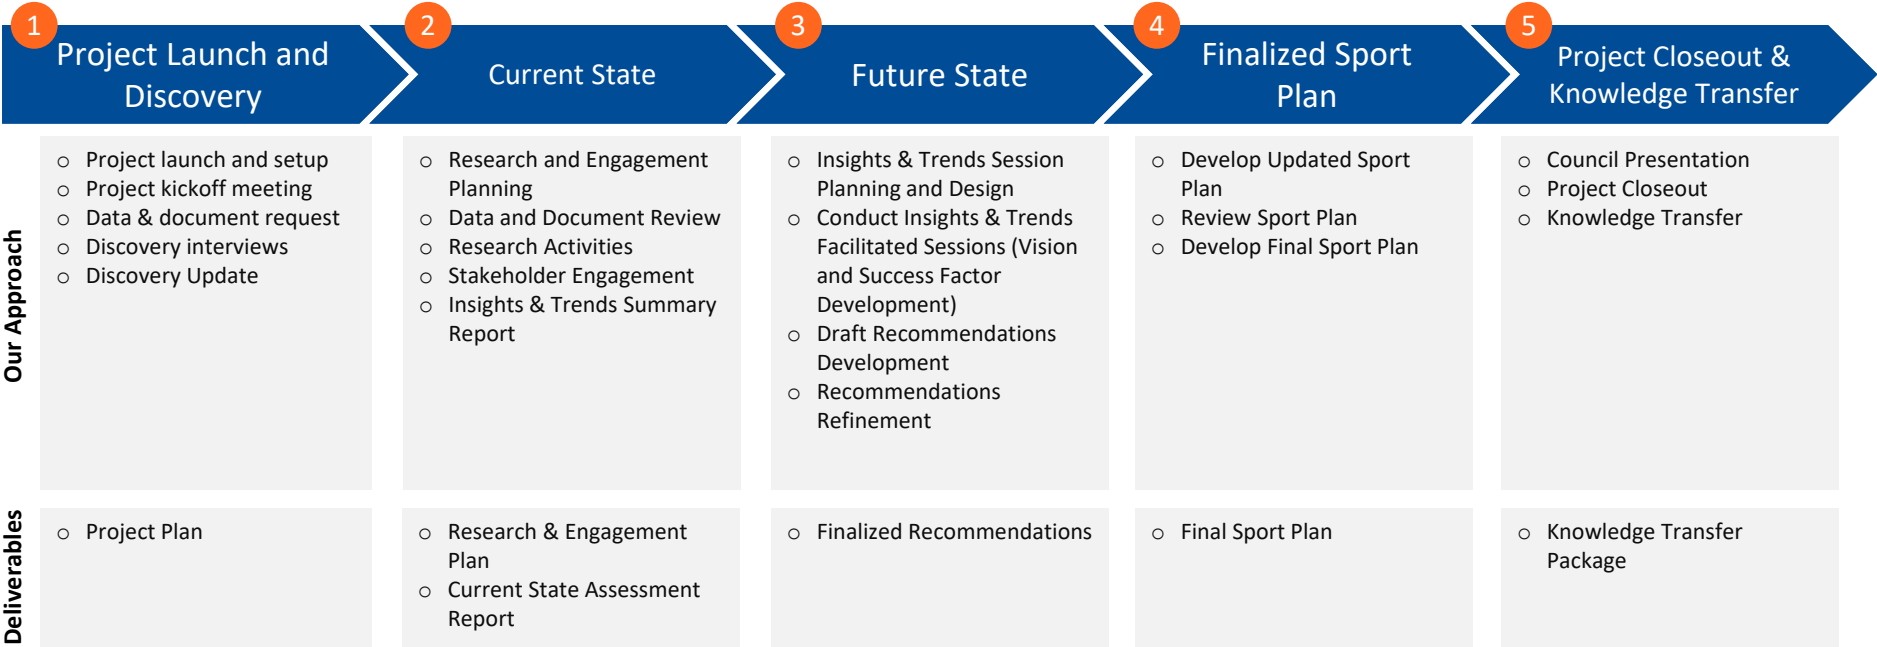 1
Project Launch and
Discovery
2
Current State
3
Future State
4
Finalized Sport
Plan
5
Project Closeout &
Knowledge Transfer
Our Approach
o Project launch and setup
o Project kickoff meeting
o Data & document request
o Discovery interviews
o Discovery Update
o Research and Engagement
Planning
o Data and Document Review
o Research Activities
o Stakeholder Engagement
o Insights & Trends Summary
Report
o Insights & Trends Session
Planning and Design
o Conduct Insights & Trends
Facilitated Sessions (Vision
and Success Factor
Development)
o Draft Recommendations
Development
o Recommendations
Refinement
o Develop Updated Sport
Plan
o Review Sport Plan
o Develop Final Sport Plan
o Council Presentation
o Project Closeout
o Knowledge Transfer
Deliverables
o Project Plan
o Research & Engagement
Plan
o Current State Assessment
Report
o Finalized Recommendations
o Final Sport Plan
o Knowledge Transfer
Package